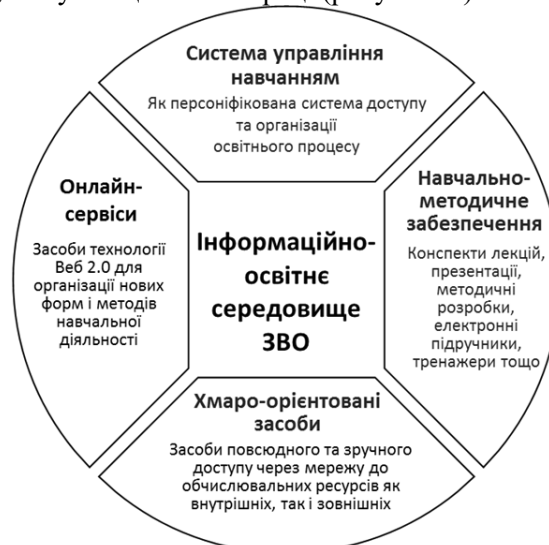 Система управління
навчанням
Як персоніфікована система доступу
та організації
освітнього процесу
Онлайн-
сервіси
Засоби технології
Веб 2.0 для
організації нових
форм і методів
навчальної
діяльності
Інформаційно-
освітнє
середовище
ЗВО
Навчально-
методичне
забезпечення
Конспекти лекцій,
презентації,
методичні
розробки,
електронні
підручники,
тренажери тощо
Хмаро-орієнтовані
засоби
Засоби повсюдного та зручного
доступу через мережу до
обчислювальних ресурсів як
внутрішніх, так і зовнішніх